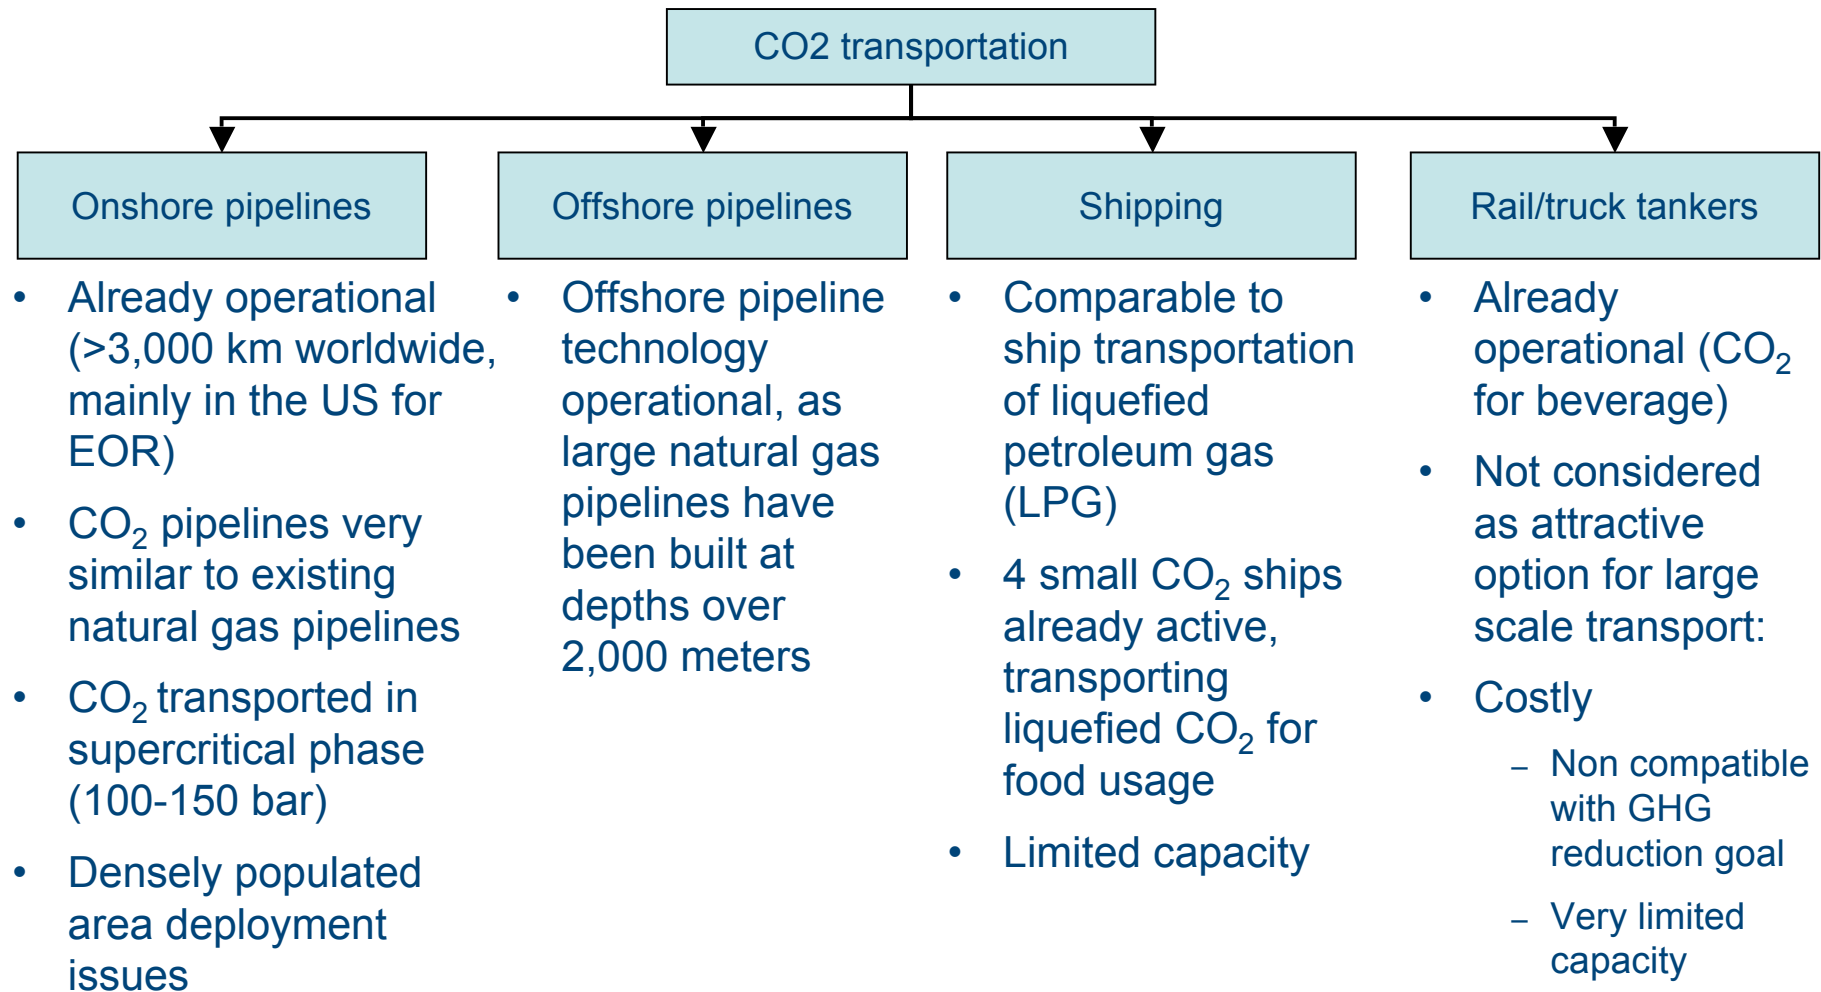 CO2 transportation
Onshore pipelines
• Already operational
(>3,000 km worldwide,
mainly in the US for
EOR)
• CO₂ pipelines very
similar to existing
natural gas pipelines
• CO₂ transported in
supercritical phase
(100-150 bar)
• Densely populated
area deployment
issues
Offshore pipelines
• Offshore pipeline
technology
operational, as
large natural gas
pipelines have
been built at
depths over
2,000 meters
Shipping
• Comparable to
ship transportation
of liquefied
petroleum gas
(LPG)
• 4 small CO₂ ships
already active,
transporting
liquefied CO₂ for
food usage
• Limited capacity
Rail/truck tankers
• Already
operational (CO₂
for beverage)
• Not considered
as attractive
option for large
scale transport:
• Costly
– Non compatible
with GHG
reduction goal
– Very limited
capacity